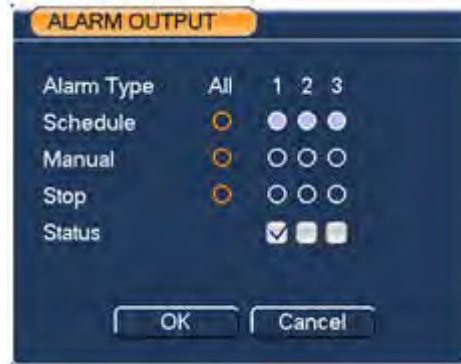 ALARM OUTPUT
Alarm Type All 1 2 3
Schedule
Manual
Stop
Status
OK Cancel